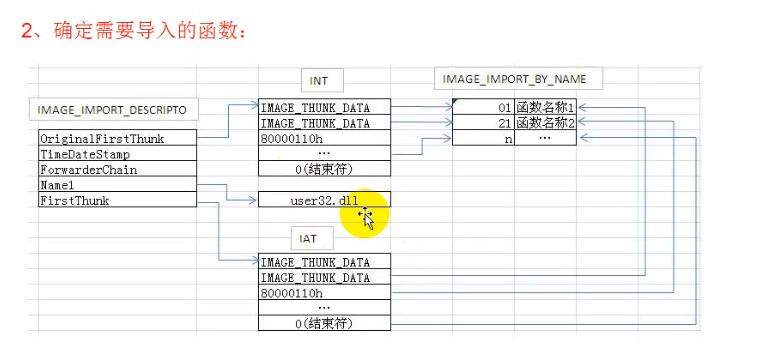 2、确定需要导入的函数：
INT
IMAGE_IMPORT_BY_NAME
IMAGE_IMPORT_DESCRIPTO
IMAGE_THUNK_DATA
01 函数名称1
IMAGE_THUNK_DATA
21 函数名称2
OriginalFirstThunk
80000110h
n …
TimeDateStamp
…
ForwarderChain
0(结束符)
Name1
FirstThunk
user32.dll
IAT
IMAGE_THUNK_DATA
IMAGE_THUNK_DATA
80000110h
…
0(结束符)